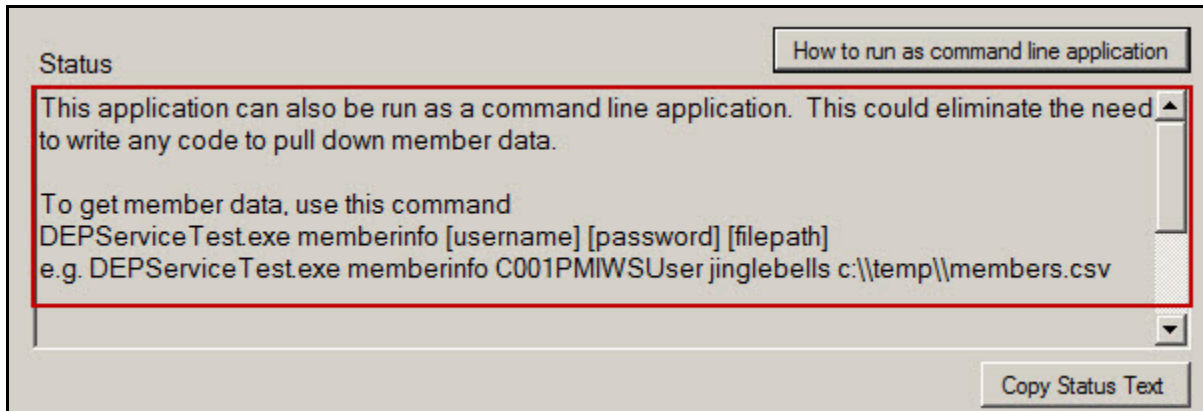 How to run as command line application
Status
This application can also be run as a command line application.  This could eliminate the need
to write any code to pull down member data.
To get member data, use this command
DEPServiceTest.exe memberinfo [username] [password] [filepath]
e.g. DEPServiceTest.exe memberinfo C001PMIWSUser jinglebells c:\\temp\\members.csv
Copy Status Text